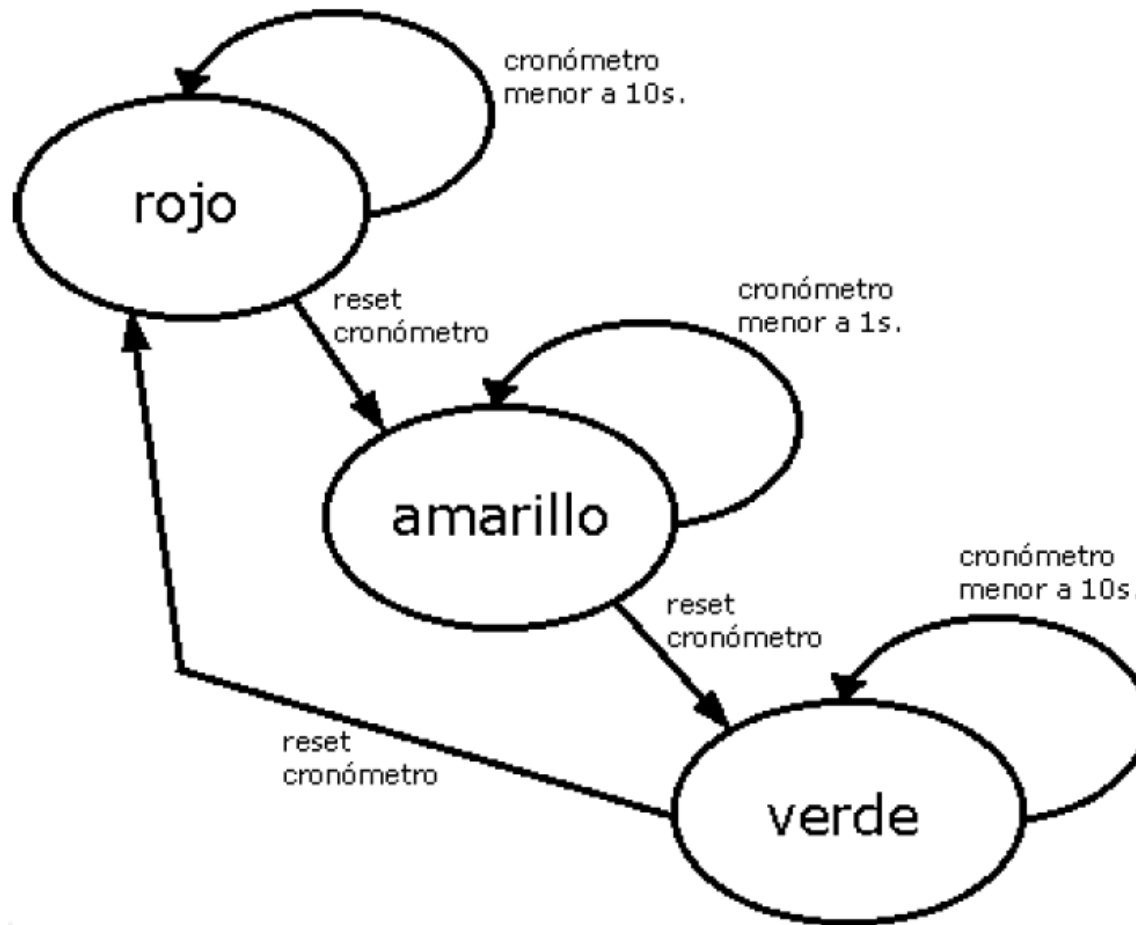 cronómetro
menor a 10s.
rojo
reset
cronómetro
cronómetro
menor a 1s.
amarillo
reset
cronómetro
cronómetro
menor a 10s.
verde
reset
cronómetro